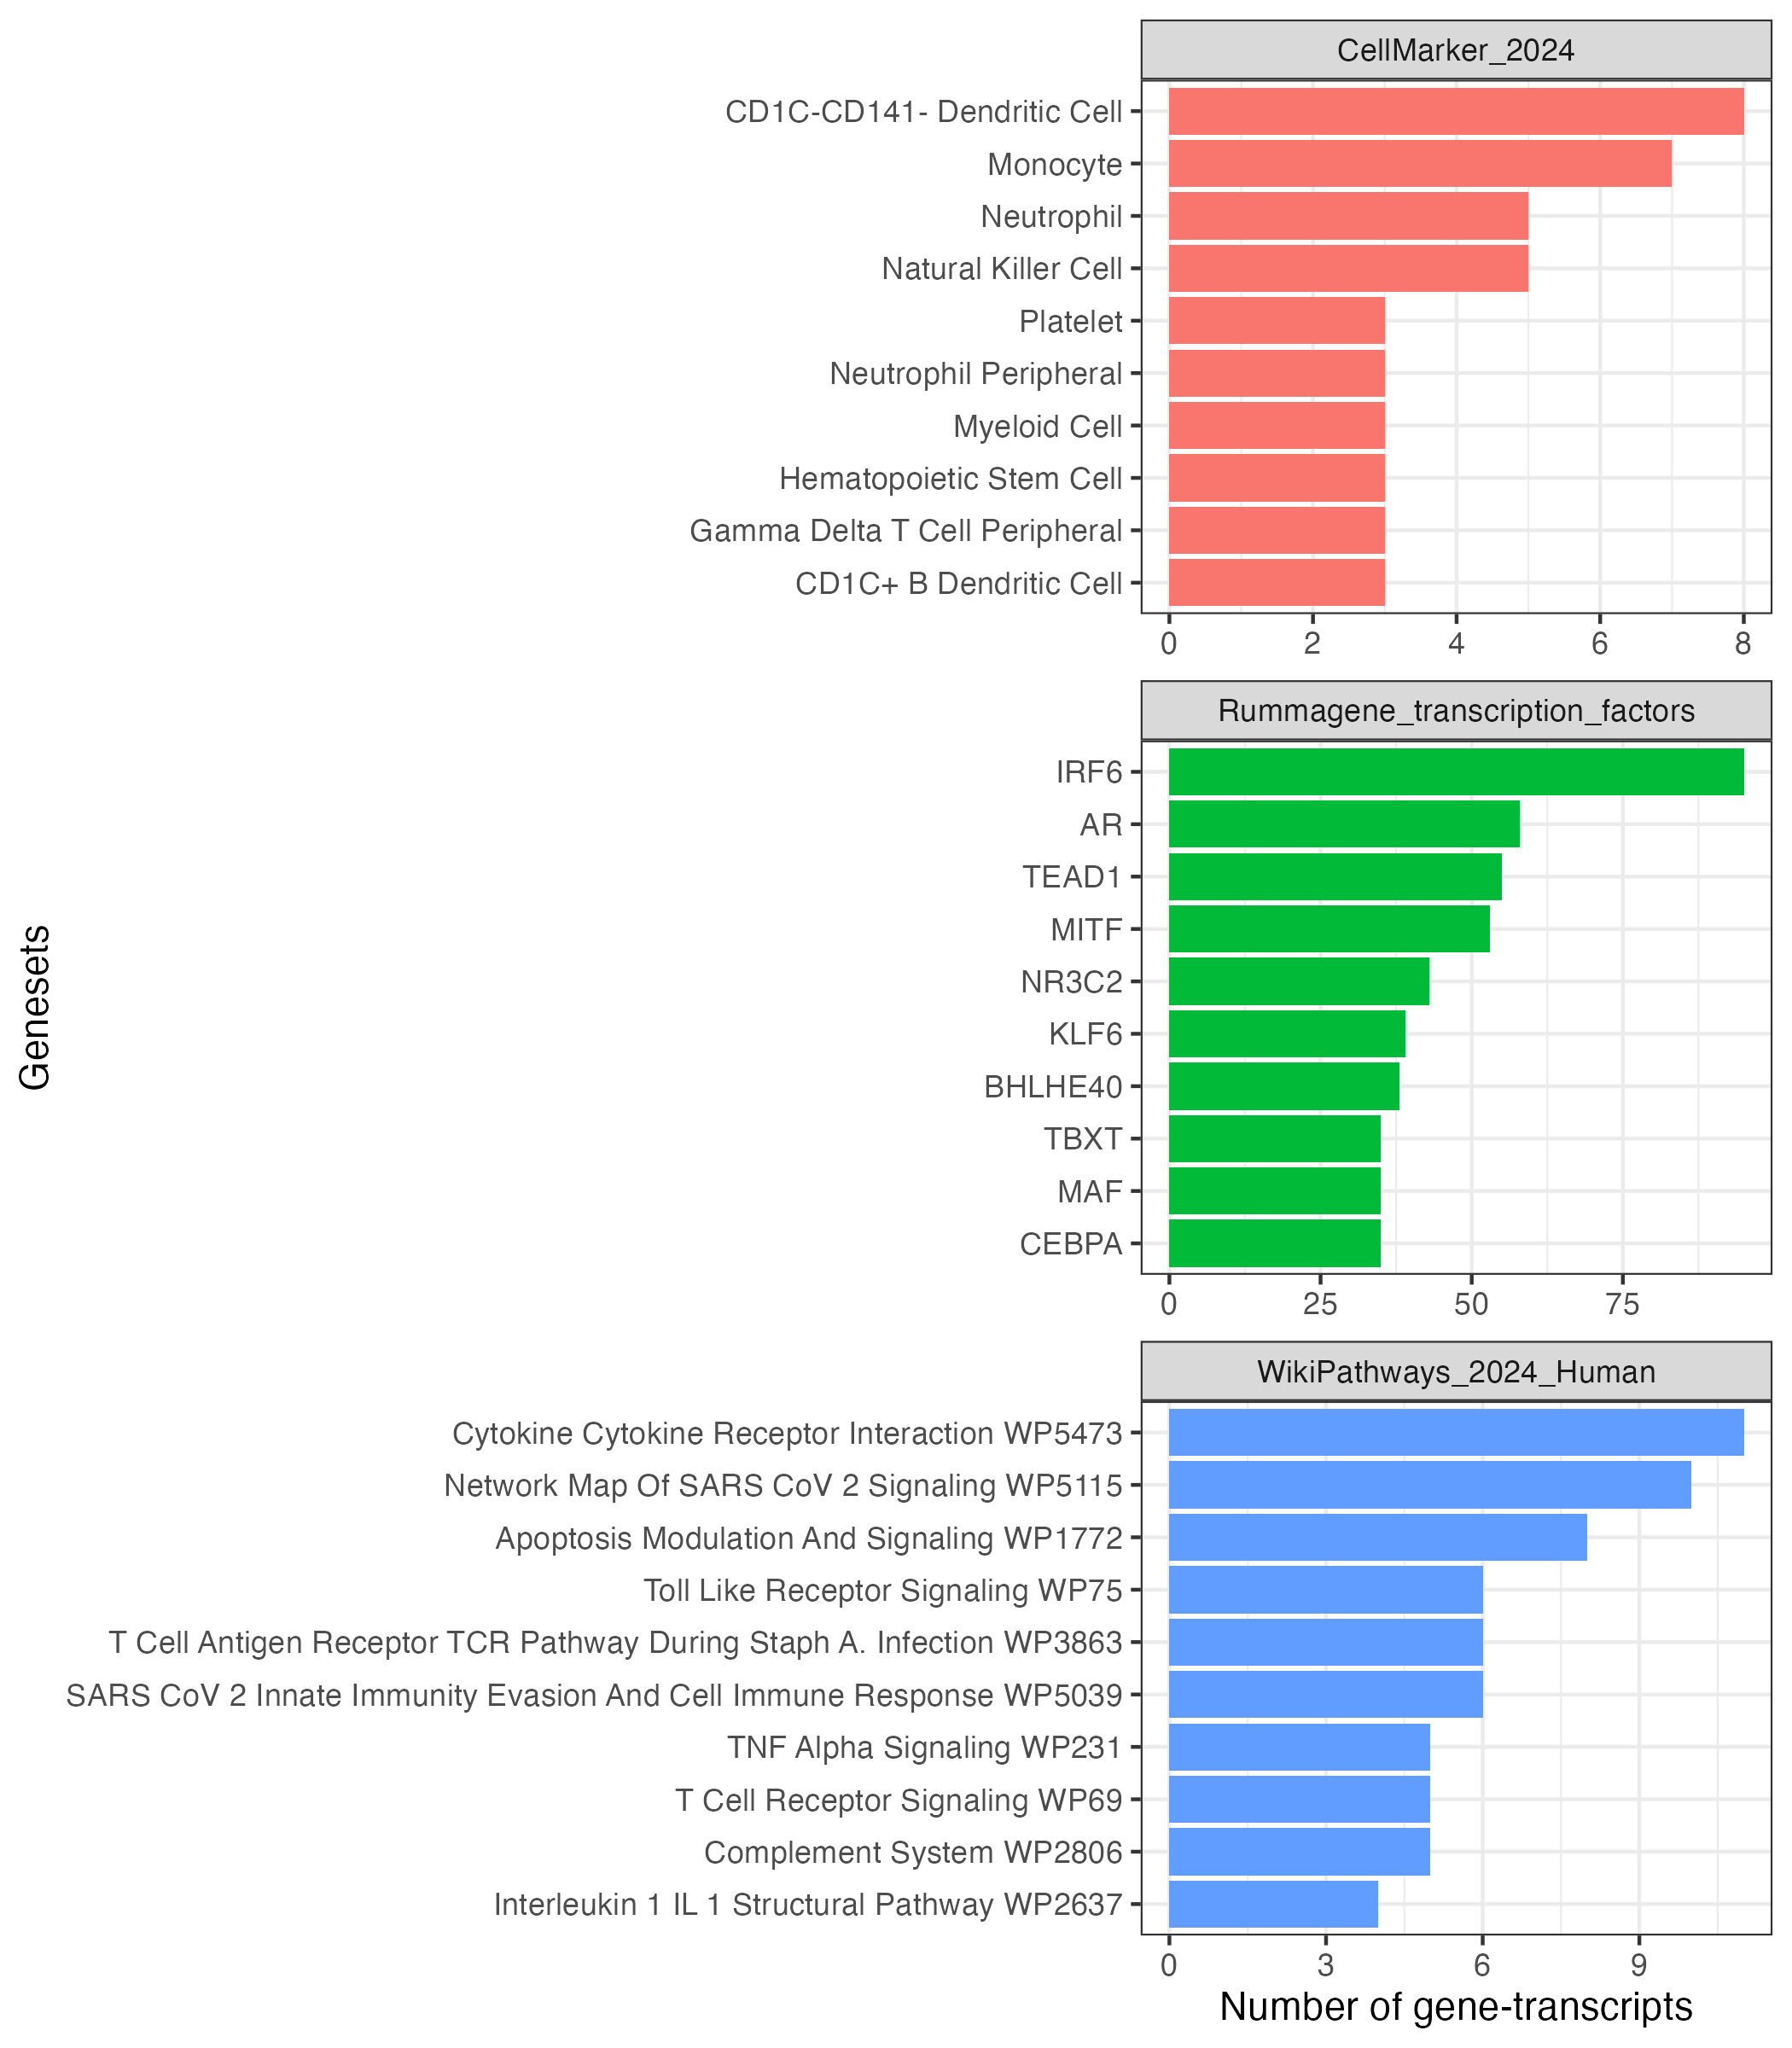 CellMarker_2024
CD1C-CD141- Dendritic Cell
Monocyte
Neutrophil
Natural Killer Cell
Platelet
Neutrophil Peripheral
Myeloid Cell
Hematopoietic Stem Cell
Gamma Delta T Cell Peripheral
CD1C+ B Dendritic Cell
0 2 4 6 8
Rummagene_transcription_factors
IRF6
AR
TEAD1
MITF
NR3C2
KLF6
BHLHE40
TBXT
MAF
CEBPA
0 25 50 75
Genesets
WikiPathways_2024_Human
Cytokine Cytokine Receptor Interaction WP5473
Network Map Of SARS CoV 2 Signaling WP5115
Apoptosis Modulation And Signaling WP1772
Toll Like Receptor Signaling WP75
T Cell Antigen Receptor TCR Pathway During Staph A. Infection WP3863
SARS CoV 2 Innate Immunity Evasion And Cell Immune Response WP5039
TNF Alpha Signaling WP231
T Cell Receptor Signaling WP69
Complement System WP2806
Interleukin 1 IL 1 Structural Pathway WP2637
0 3 6 9
Number of gene-transcripts